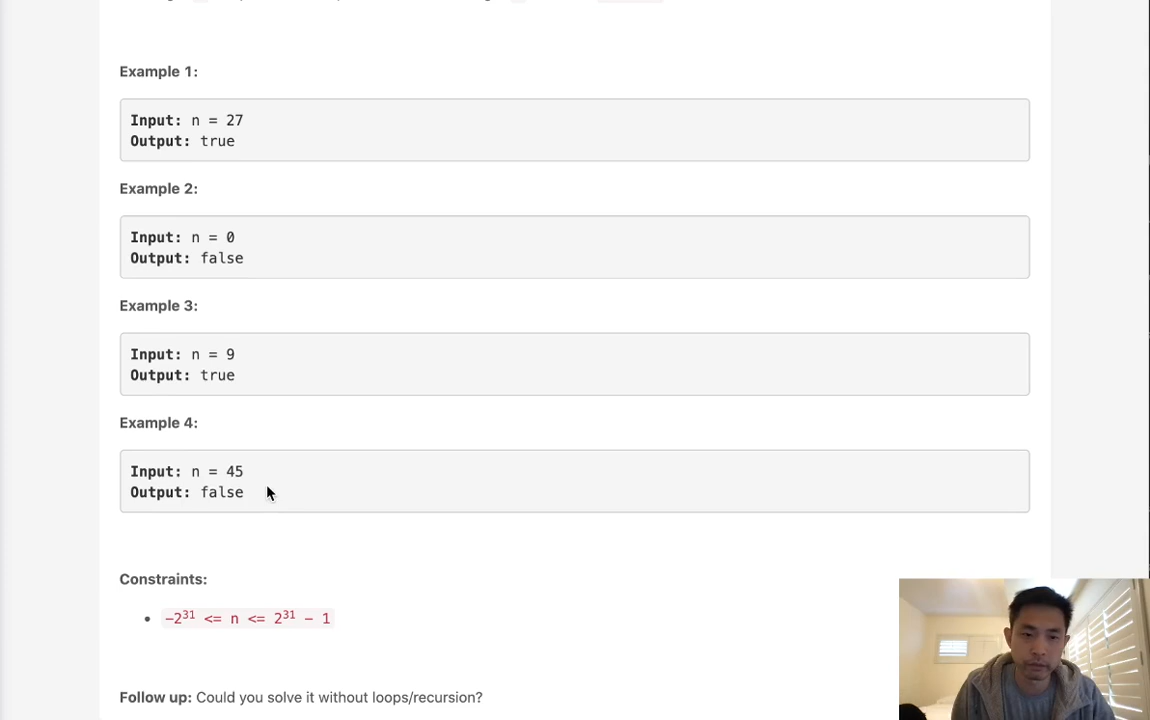 Example 1:
Input: n = 27
Output: true
Example 2:
Input: n = 0
Output: false
Example 3:
Input: n = 9
Output: true
Example 4:
Input: n = 45
Output: false
Constraints:
• −2³¹ <= n <= 2³¹ − 1
Follow up: Could you solve it without loops/recursion?